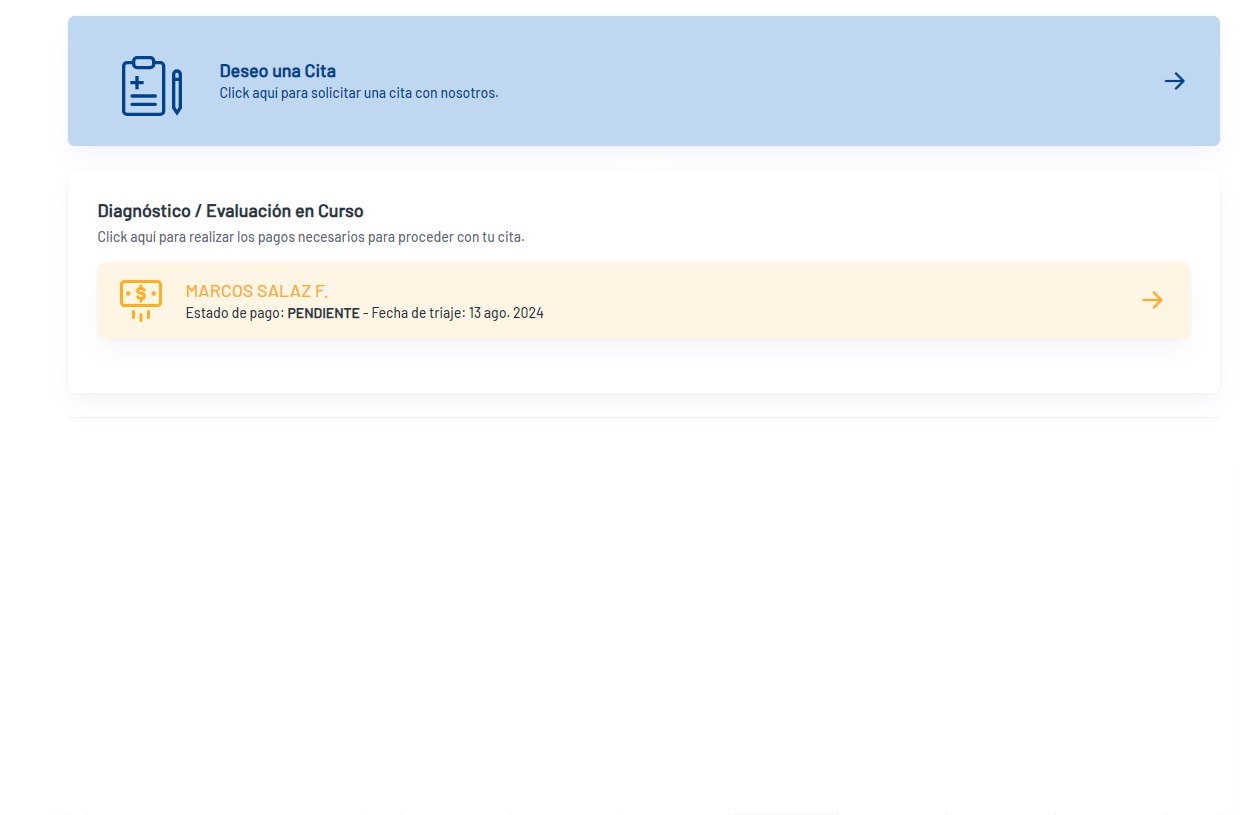 Deseo una Cita
Click aquí para solicitar una cita con nosotros.
Diagnóstico / Evaluación en Curso
Click aquí para realizar los pagos necesarios para proceder con tu cita.
MARCOS SALAZ F.
Estado de pago: PENDIENTE - Fecha de triaje: 13 ago. 2024